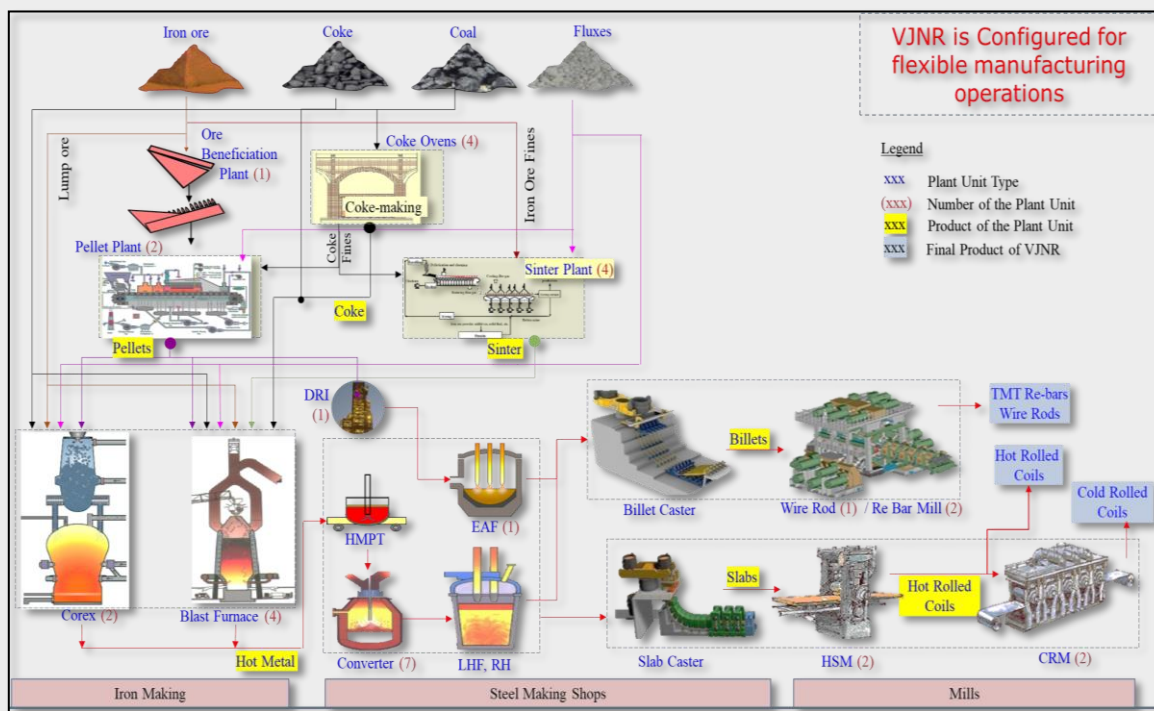 Iron ore
Coke
Coal
Fluxes
VJNR is Configured for
flexible manufacturing
operations
Legend
xxx Plant Unit Type
(xxx) Number of the Plant Unit
xxx Product of the Plant Unit
xxx Final Product of VJNR
Lump ore
Ore
Beneficiation
Plant (1)
Coke Ovens (4)
Coke-making
Iron Ore Fines
Coke
Fines
Pellet Plant (2)
Sinter Plant (4)
Coke
Pellets
Sinter
DRI
(1)
TMT Re-bars
Wire Rods
Billets
Hot Rolled
Coils
Cold Rolled
Coils
Billet Caster
Wire Rod (1) / Re Bar Mill (2)
HMPT
EAF (1)
Slabs
Hot Rolled
Coils
Corex (2)
Blast Furnace (4)
Hot Metal
Converter (7)
LHF, RH
Slab Caster
HSM (2)
CRM (2)
Iron Making
Steel Making Shops
Mills